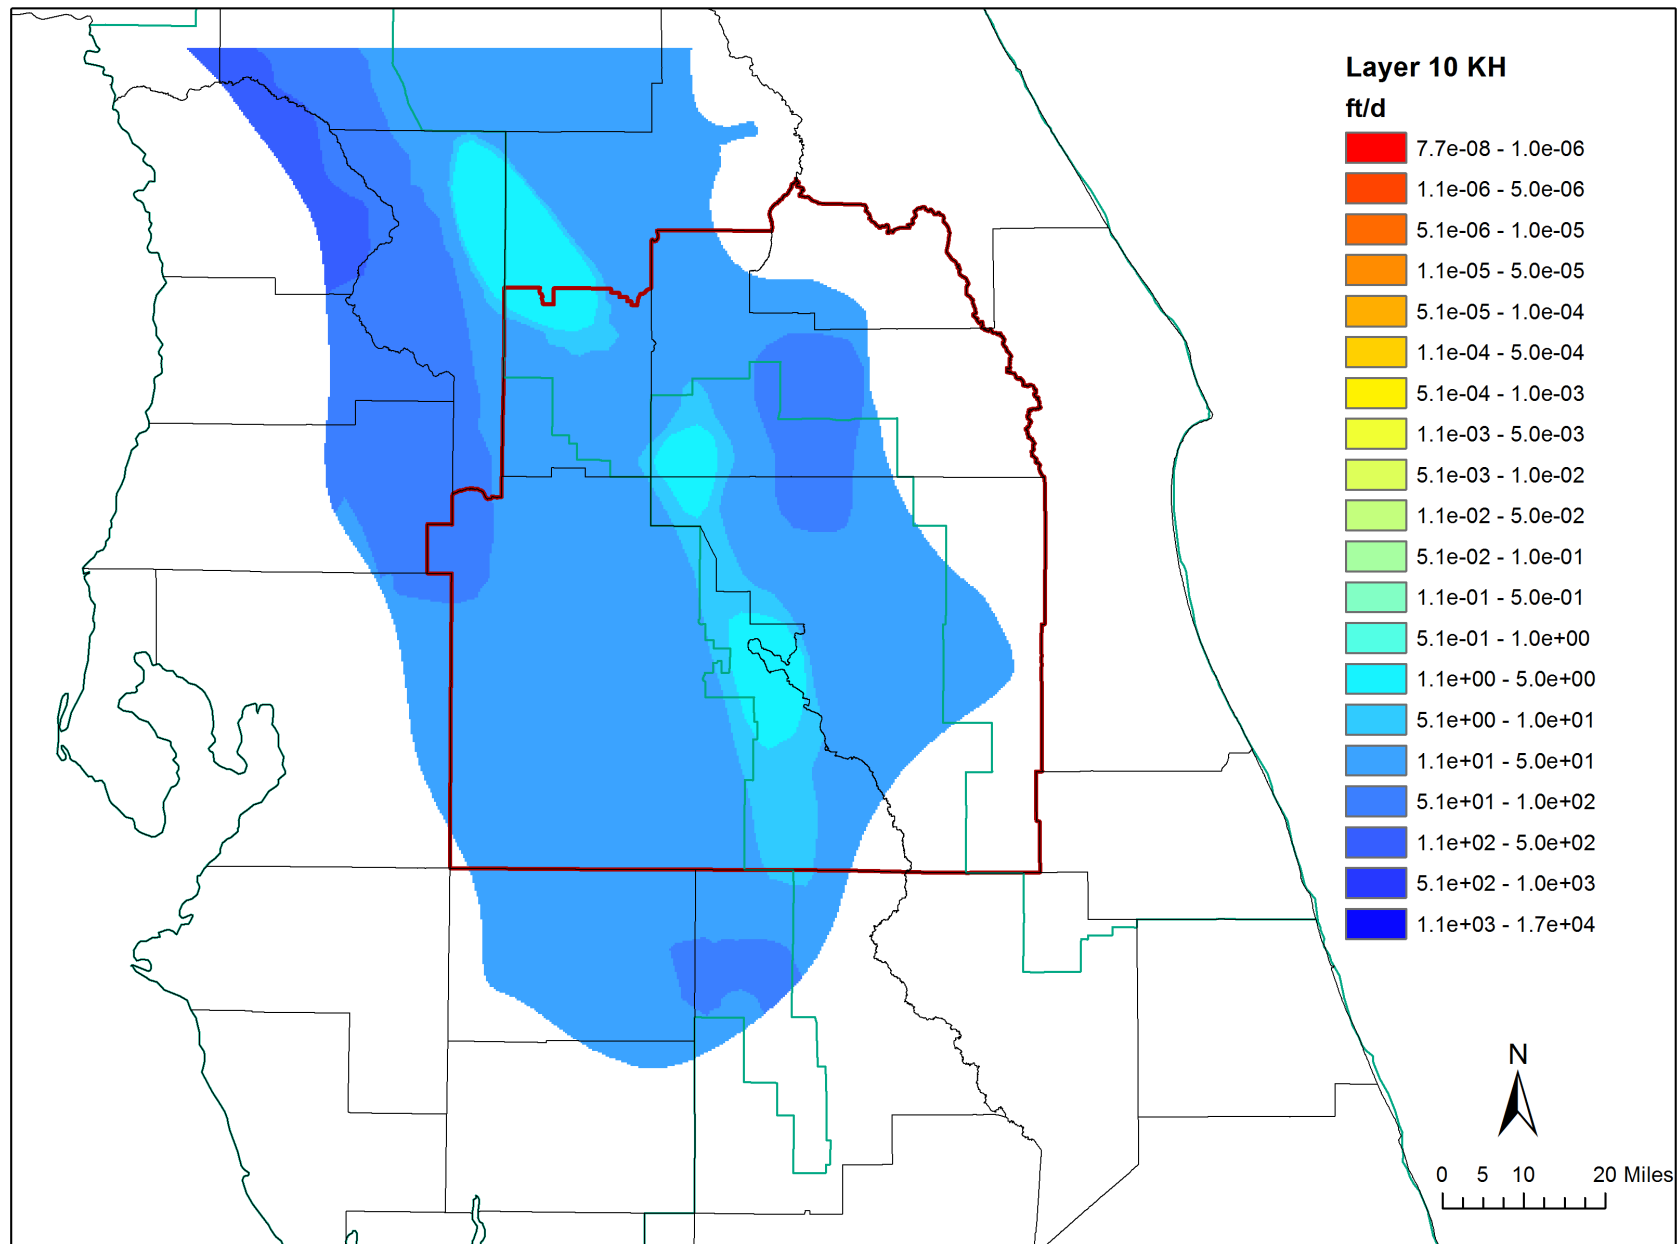 Layer 10 KH
ft/d
7.7e-08 - 1.0e-06
1.1e-06 - 5.0e-06
5.1e-06 - 1.0e-05
1.1e-05 - 5.0e-05
5.1e-05 - 1.0e-04
1.1e-04 - 5.0e-04
5.1e-04 - 1.0e-03
1.1e-03 - 5.0e-03
5.1e-03 - 1.0e-02
1.1e-02 - 5.0e-02
5.1e-02 - 1.0e-01
1.1e-01 - 5.0e-01
5.1e-01 - 1.0e+00
1.1e+00 - 5.0e+00
5.1e+00 - 1.0e+01
1.1e+01 - 5.0e+01
5.1e+01 - 1.0e+02
1.1e+02 - 5.0e+02
5.1e+02 - 1.0e+03
1.1e+03 - 1.7e+04
N
0 5 10 20 Miles